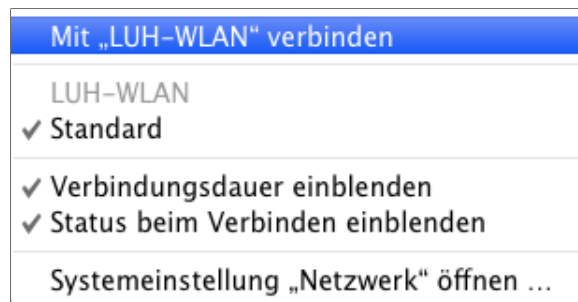 Mit „LUH-WLAN“ verbinden
LUH-WLAN
Standard
Verbindungsdauer einblenden
Status beim Verbinden einblenden
Systemeinstellung „Netzwerk“ öffnen ...